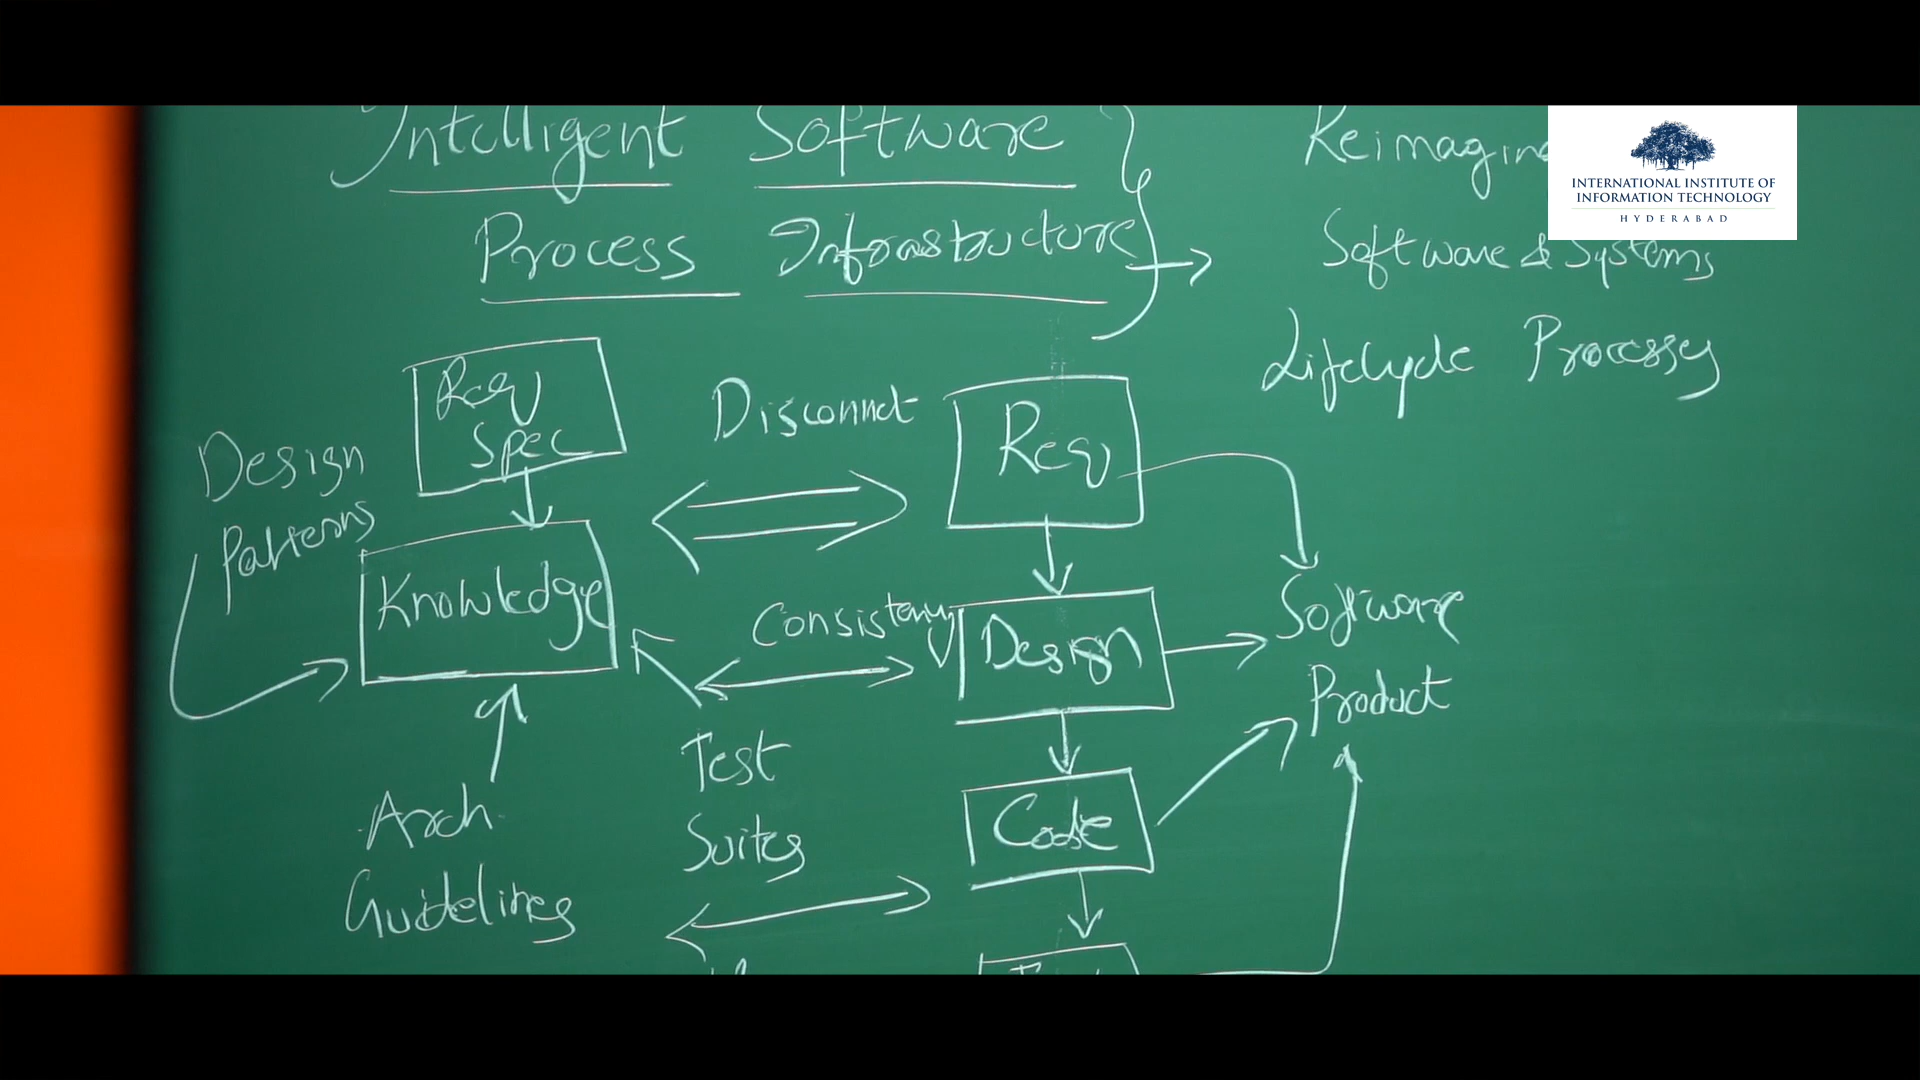 Intelligent Software
Process Infrastructure
Reimagin
Software & Systems
Lifecycle Processes
INTERNATIONAL INSTITUTE OF
INFORMATION TECHNOLOGY
HYDERABAD
Req
Spec
Design
Patterns
Knowledge
Arch.
Guidelines
Disconnect
Consistency
Test
Suites
Req
Design
Code
Software
Product